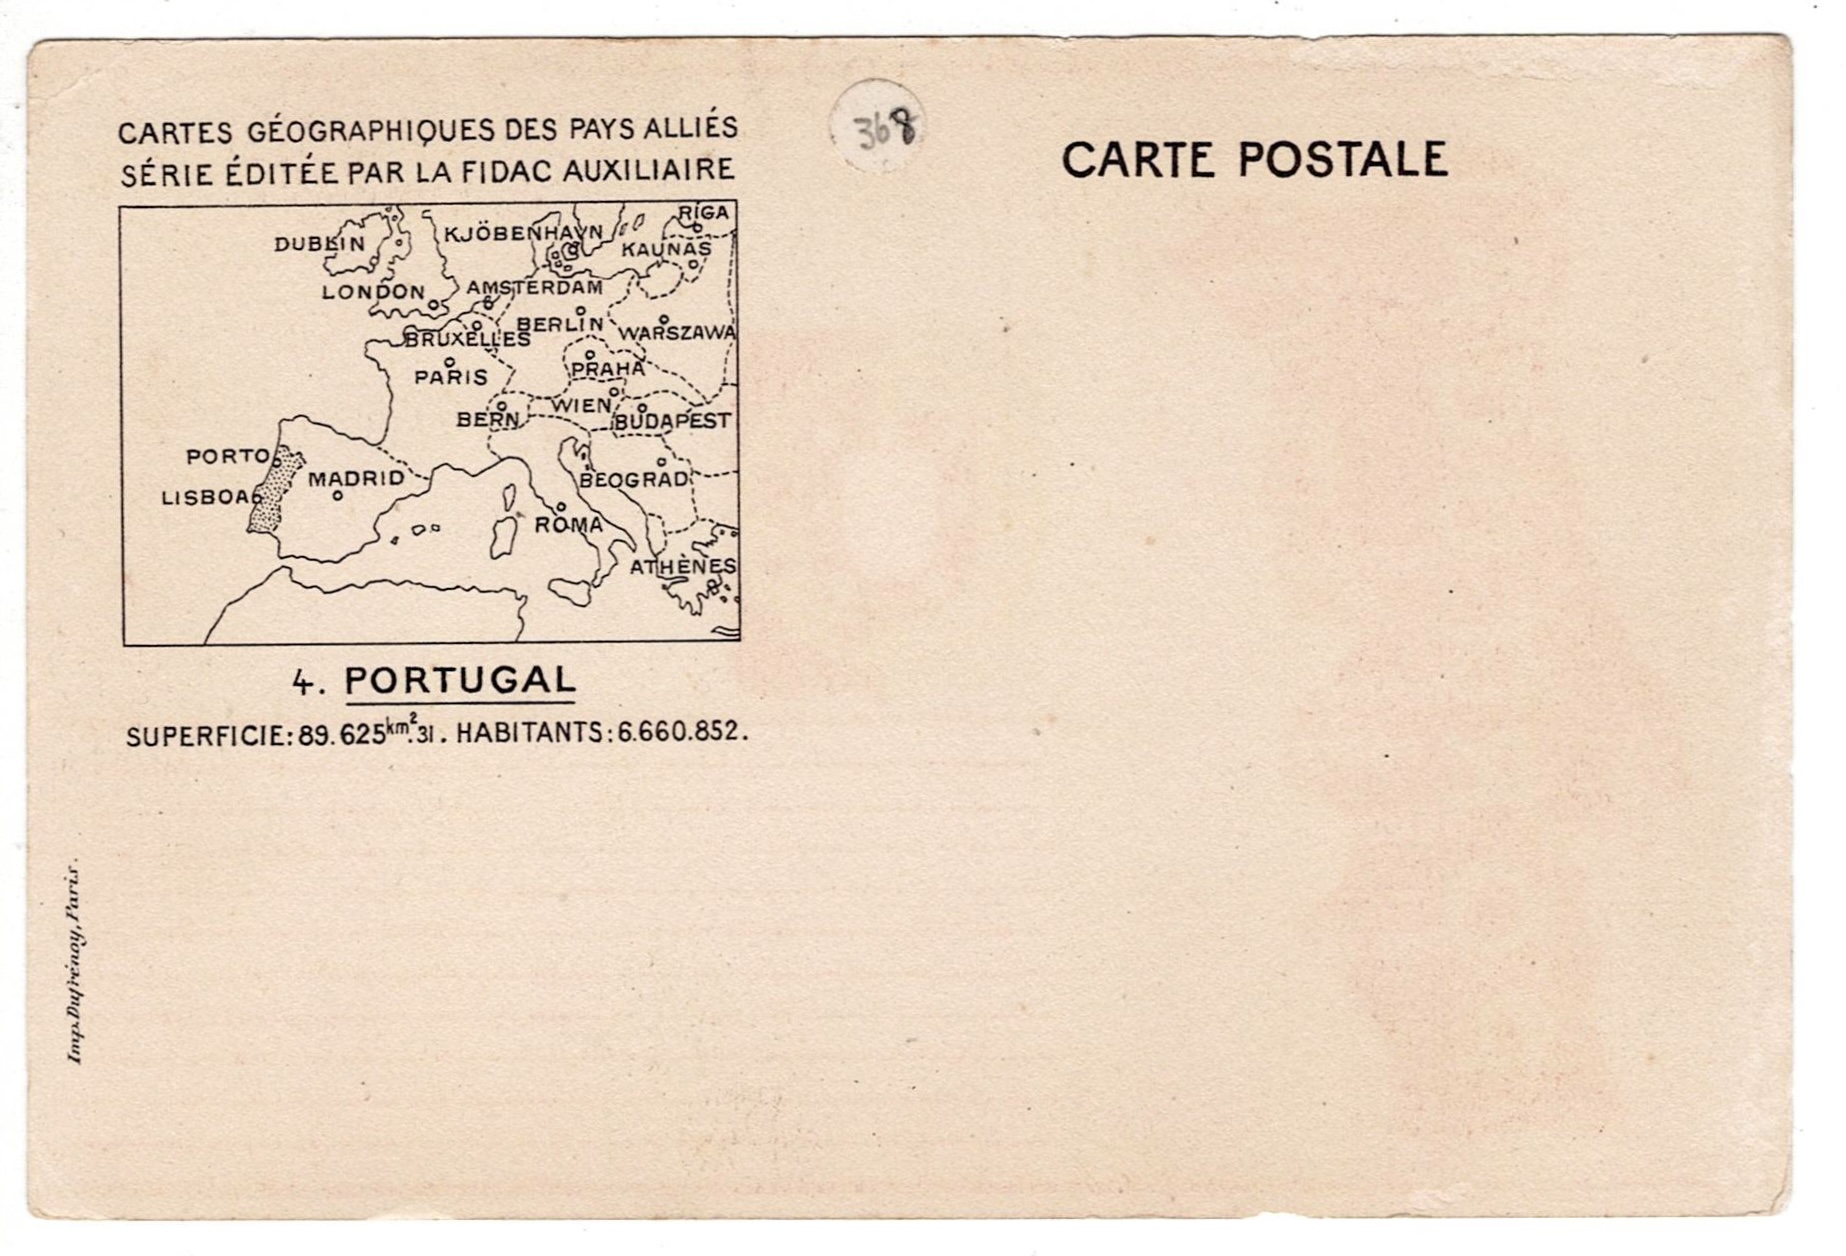 CARTES GÉOGRAPHIQUES DES PAYS ALLIÉS
SÉRIE ÉDITÉE PAR LA FIDAC AUXILIAIRE
368
CARTE POSTALE
RIGA
DUBLIN
KJÖBENHAVN
KAUNAS
LONDON
AMSTERDAM
BERLIN
WARSZAWA
BRUXELLES
PRAHA
PARIS
WIEN
BERN
BUDAPEST
PORTO
MADRID
BEOGRAD
LISBOA
ROMA
ATHÈNES
4. PORTUGAL
SUPERFICIE: 89.625km².31. HABITANTS: 6.660.852.
Imp. Dufrénoy, Paris.